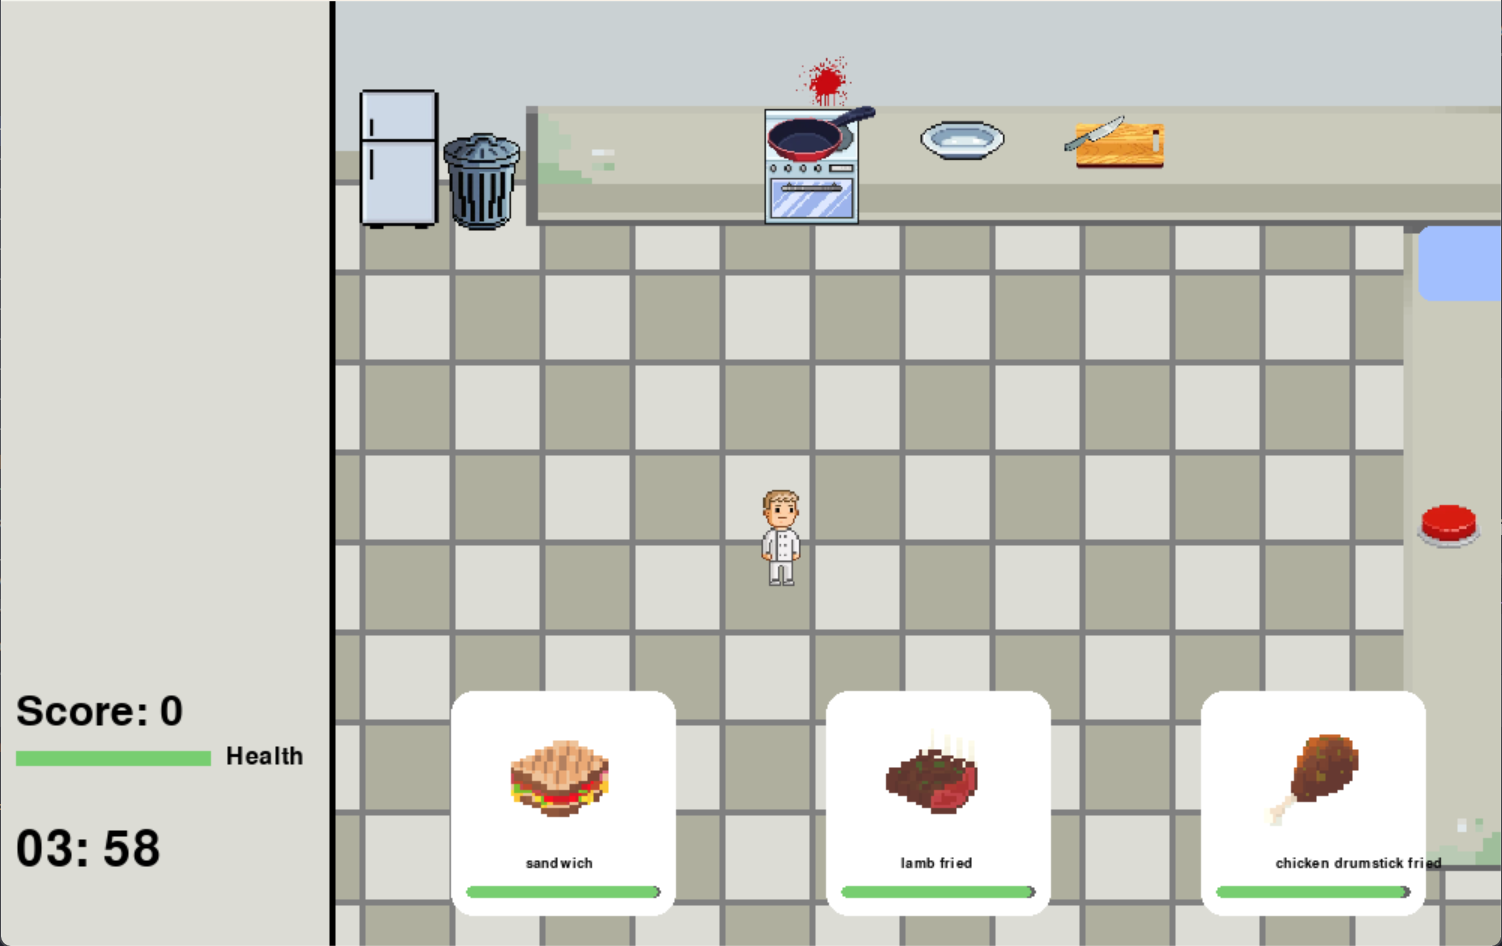 Score: 0
Health
03: 58
sandwich
lamb fried
chicken drumstick fried